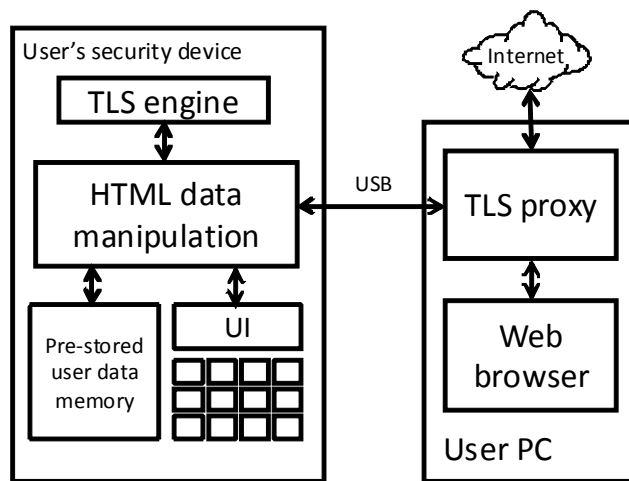 User's security device
TLS engine
HTML data
manipulation
Pre-stored
user data
memory
UI
USB
Internet
TLS proxy
Web
browser
User PC